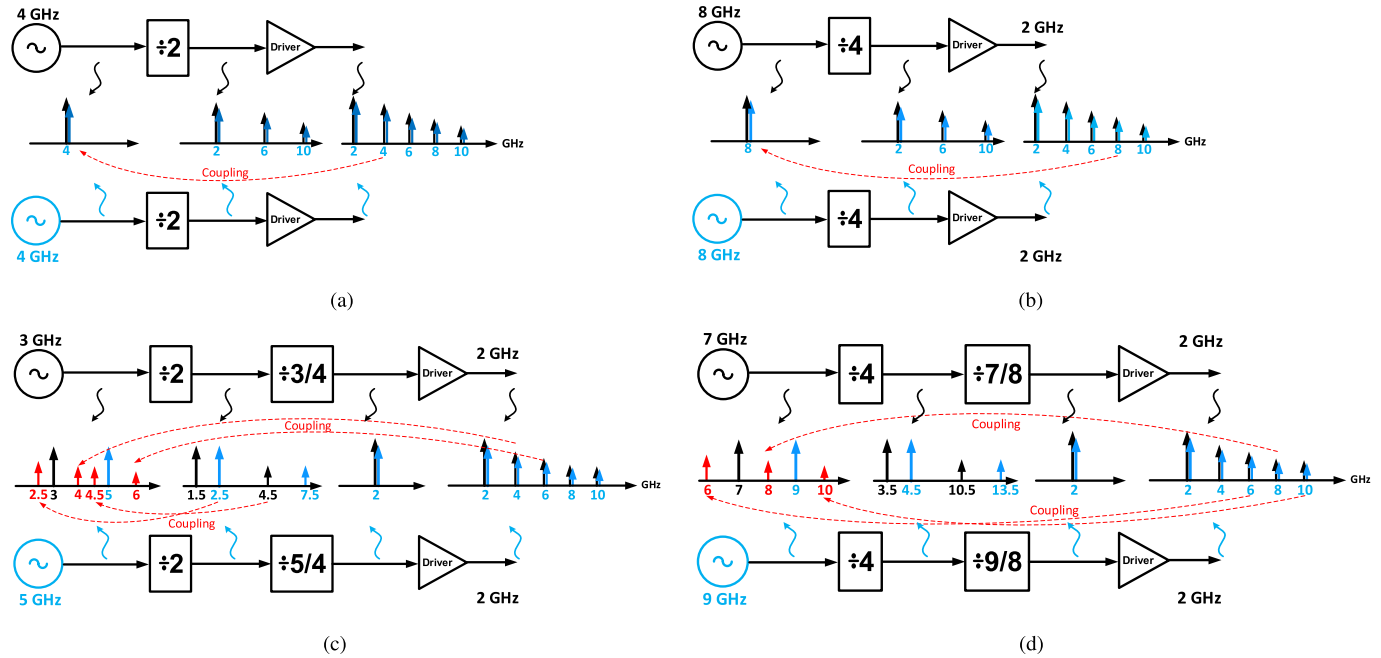 4 GHz
÷2
Driver
4
2 6 10
2 4 6 8 10 GHz
Coupling
÷2
Driver
4 GHz
(a)
8 GHz
÷4
Driver
2 GHz
8
2 6 10
2 4 6 8 10 GHz
Coupling
÷4
Driver
8 GHz
2 GHz
(b)
3 GHz
÷2
÷3/4
Driver
2 GHz
Coupling
2.5 3 4 4.5 5 6
1.5 2.5 4.5 7.5
2
2 4 6 8 10 GHz
Coupling
÷2
÷5/4
Driver
5 GHz
2 GHz
(c)
7 GHz
÷4
÷7/8
Driver
2 GHz
Coupling
6 7 8 9 10
3.5 4.5 10.5 13.5
2
2 4 6 8 10 GHz
Coupling
÷4
÷9/8
Driver
9 GHz
2 GHz
(d)